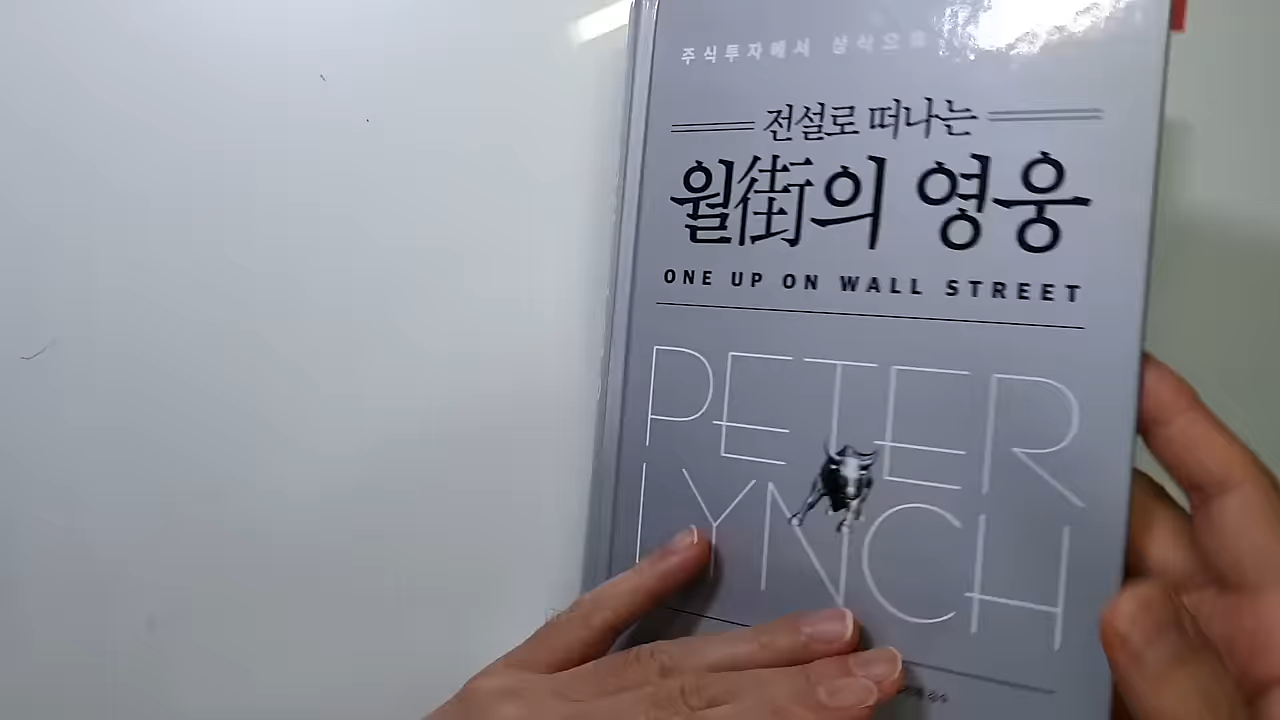 주식투자에서 상식으로
전설로 떠나는
월街의 영웅
ONE UP ON WALL STREET
PETER
LYNCH